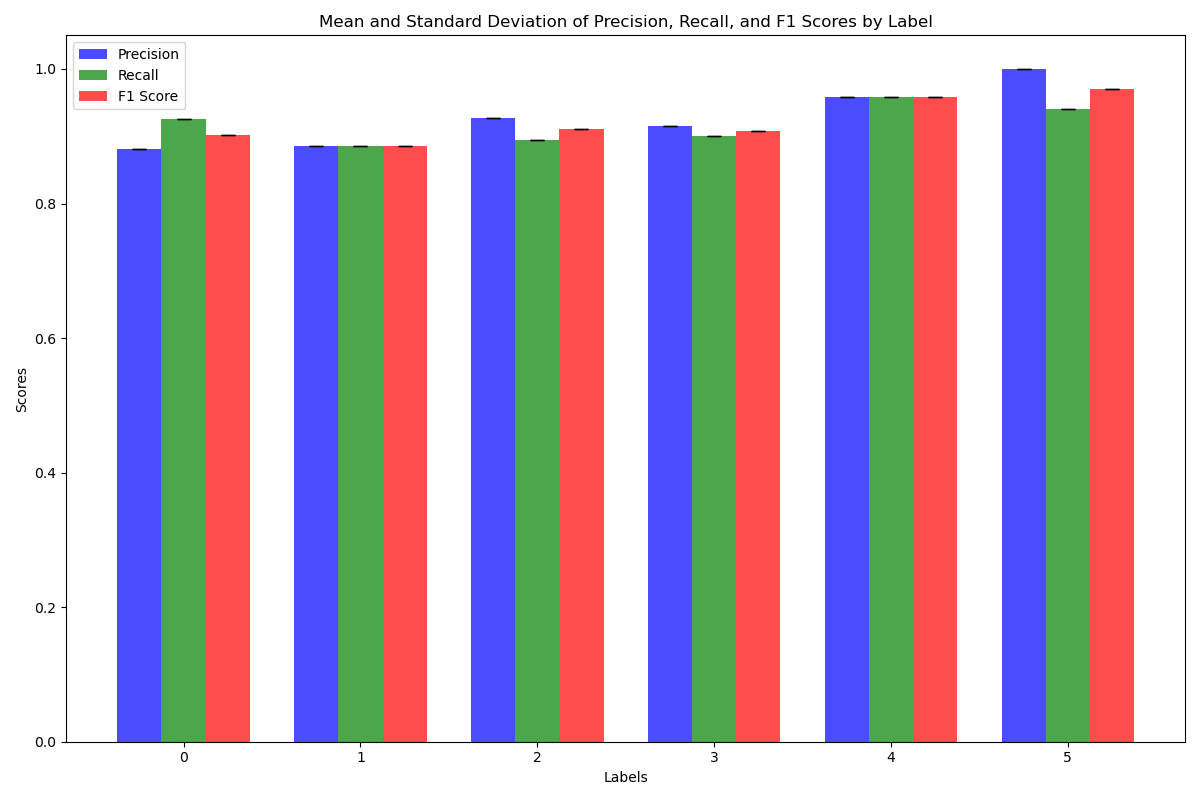 Mean and Standard Deviation of Precision, Recall, and F1 Scores by Label
Precision
Recall
F1 Score
Scores
1.0
0.8
0.6
0.4
0.2
0.0
0 1 2 3 4 5
Labels